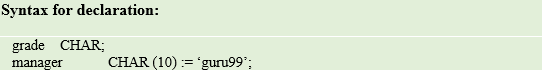 Syntax for declaration:
grade CHAR;
manager CHAR (10) := ‘guru99’;